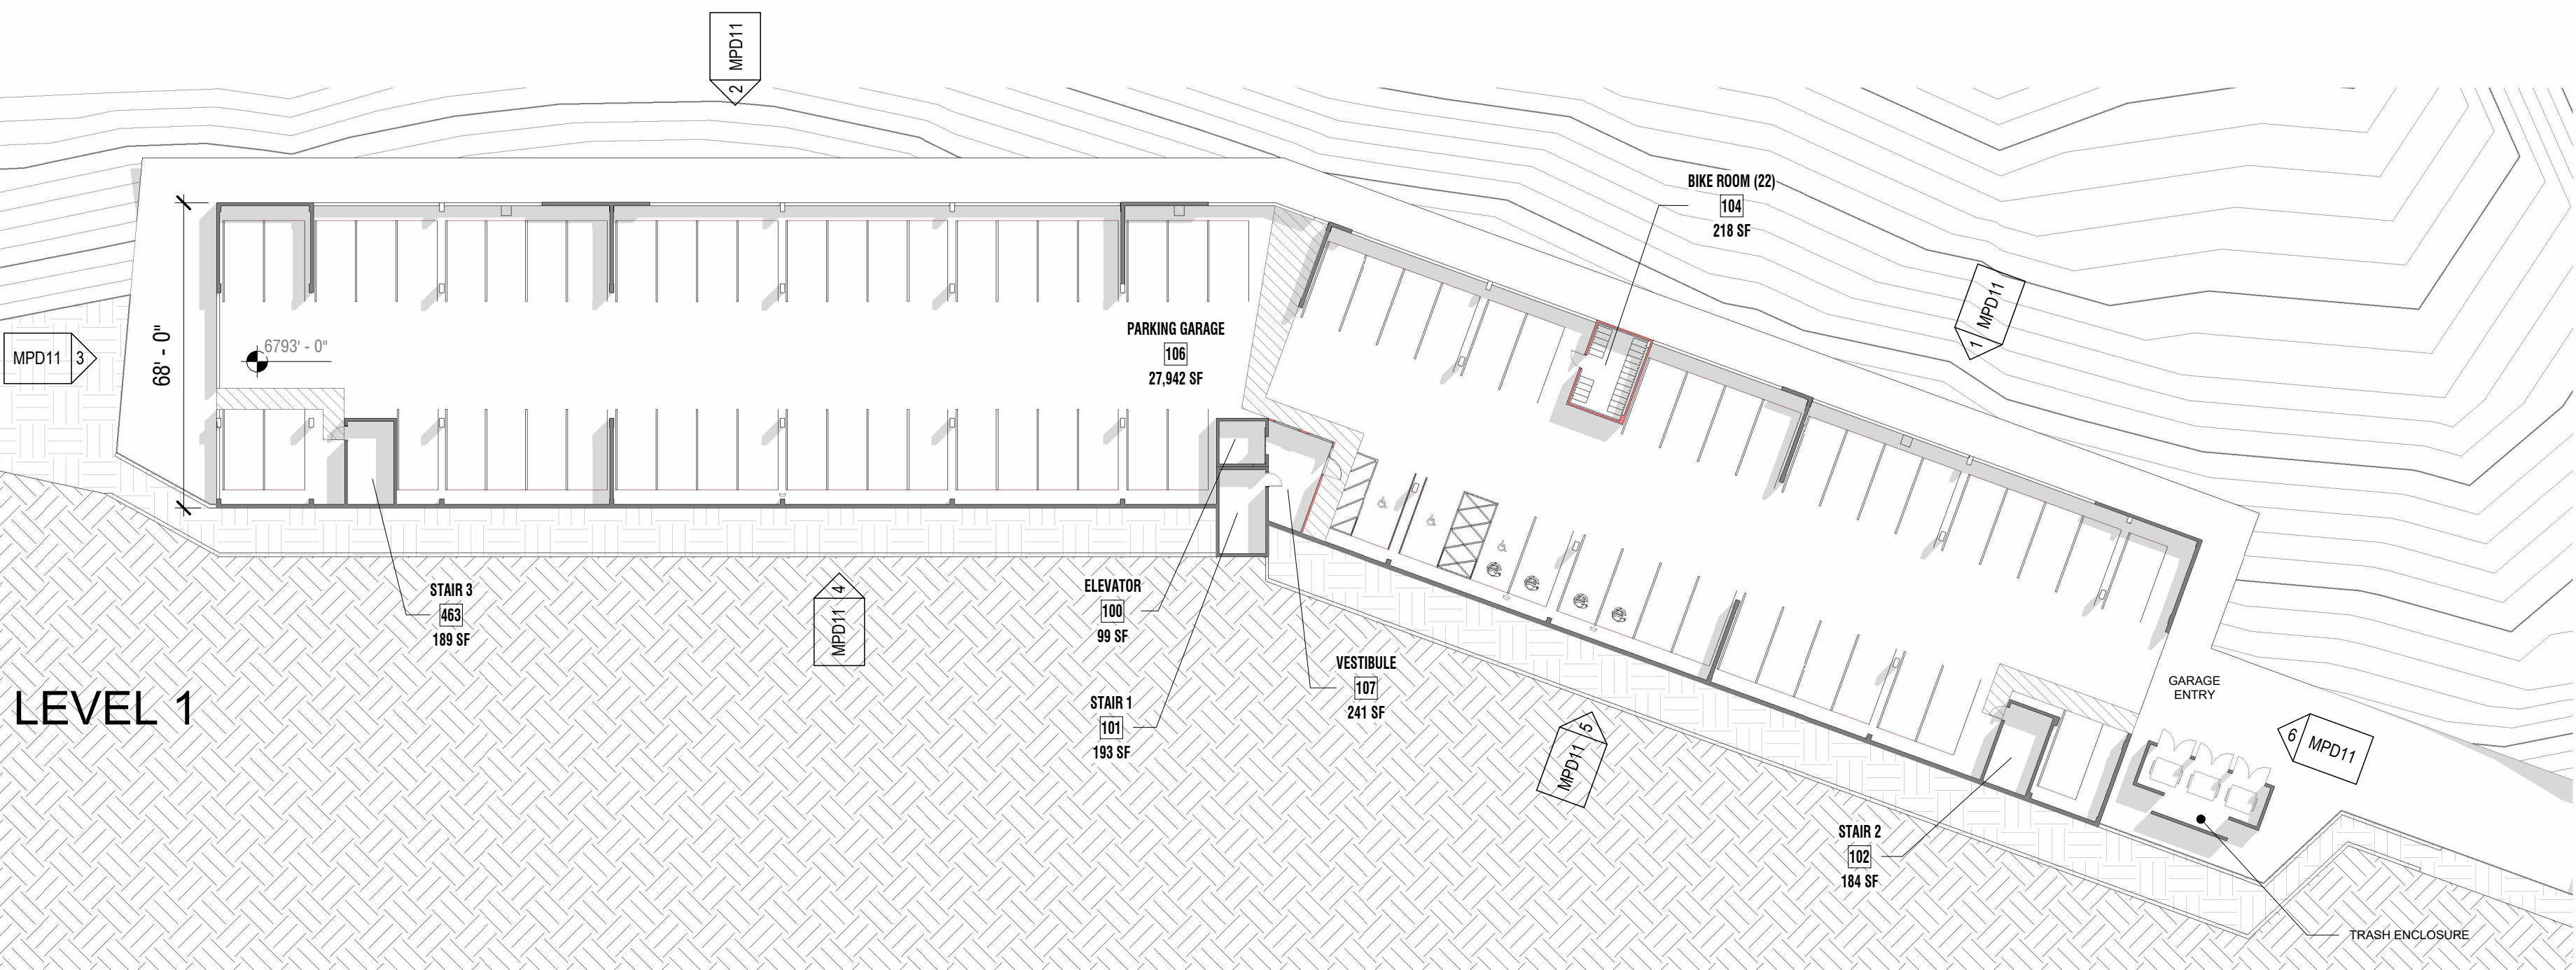 2 MPD11
BIKE ROOM (22)
104
218 SF
1 MPD11
MPD11 3
68' - 0"
6793' - 0"
PARKING GARAGE
106
27,942 SF
STAIR 3
463
189 SF
MPD11 4
ELEVATOR
100
99 SF
STAIR 1
101
193 SF
VESTIBULE
107
241 SF
LEVEL 1
MPD11 5
GARAGE
ENTRY
6 MPD11
STAIR 2
102
184 SF
TRASH ENCLOSURE